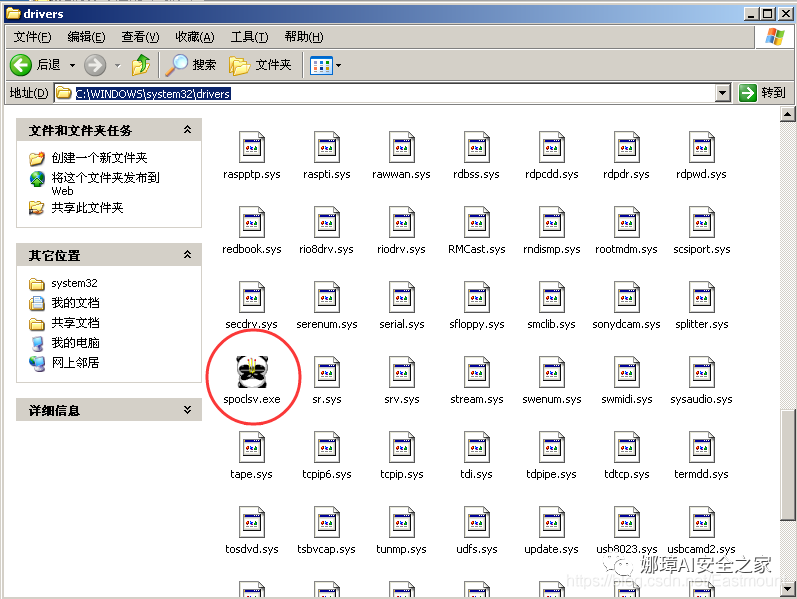 drivers
文件(F) 编辑(E) 查看(V) 收藏(A) 工具(T) 帮助(H)
后退 搜索 文件夹
地址(D) C:\WINDOWS\system32\drivers 转到
文件和文件夹任务
创建一个新文件夹
将这个文件夹发布到
Web
共享此文件夹
其它位置
system32
我的文档
共享文档
我的电脑
网上邻居
详细信息
raspptp.sys raspti.sys rawwan.sys rdbss.sys rdpcdd.sys rdpdr.sys rdpwd.sys
redbook.sys rio8drv.sys riodrv.sys RMCast.sys rndismp.sys rootmdm.sys scsiport.sys
secdrv.sys serenum.sys serial.sys sfloppy.sys smclib.sys sonydcam.sys splitter.sys
spoclsv.exe sr.sys srv.sys stream.sys swenum.sys swmidi.sys sysaudio.sys
tape.sys tcpip6.sys tcpip.sys tdi.sys tdpipe.sys tdtcp.sys termdd.sys
tosdvd.sys tsbvcap.sys tunmp.sys udfs.sys update.sys usb8023.sys usbcamd2.sys
娜璋AI安全之家
https://blog.csdn.net/Eastmount